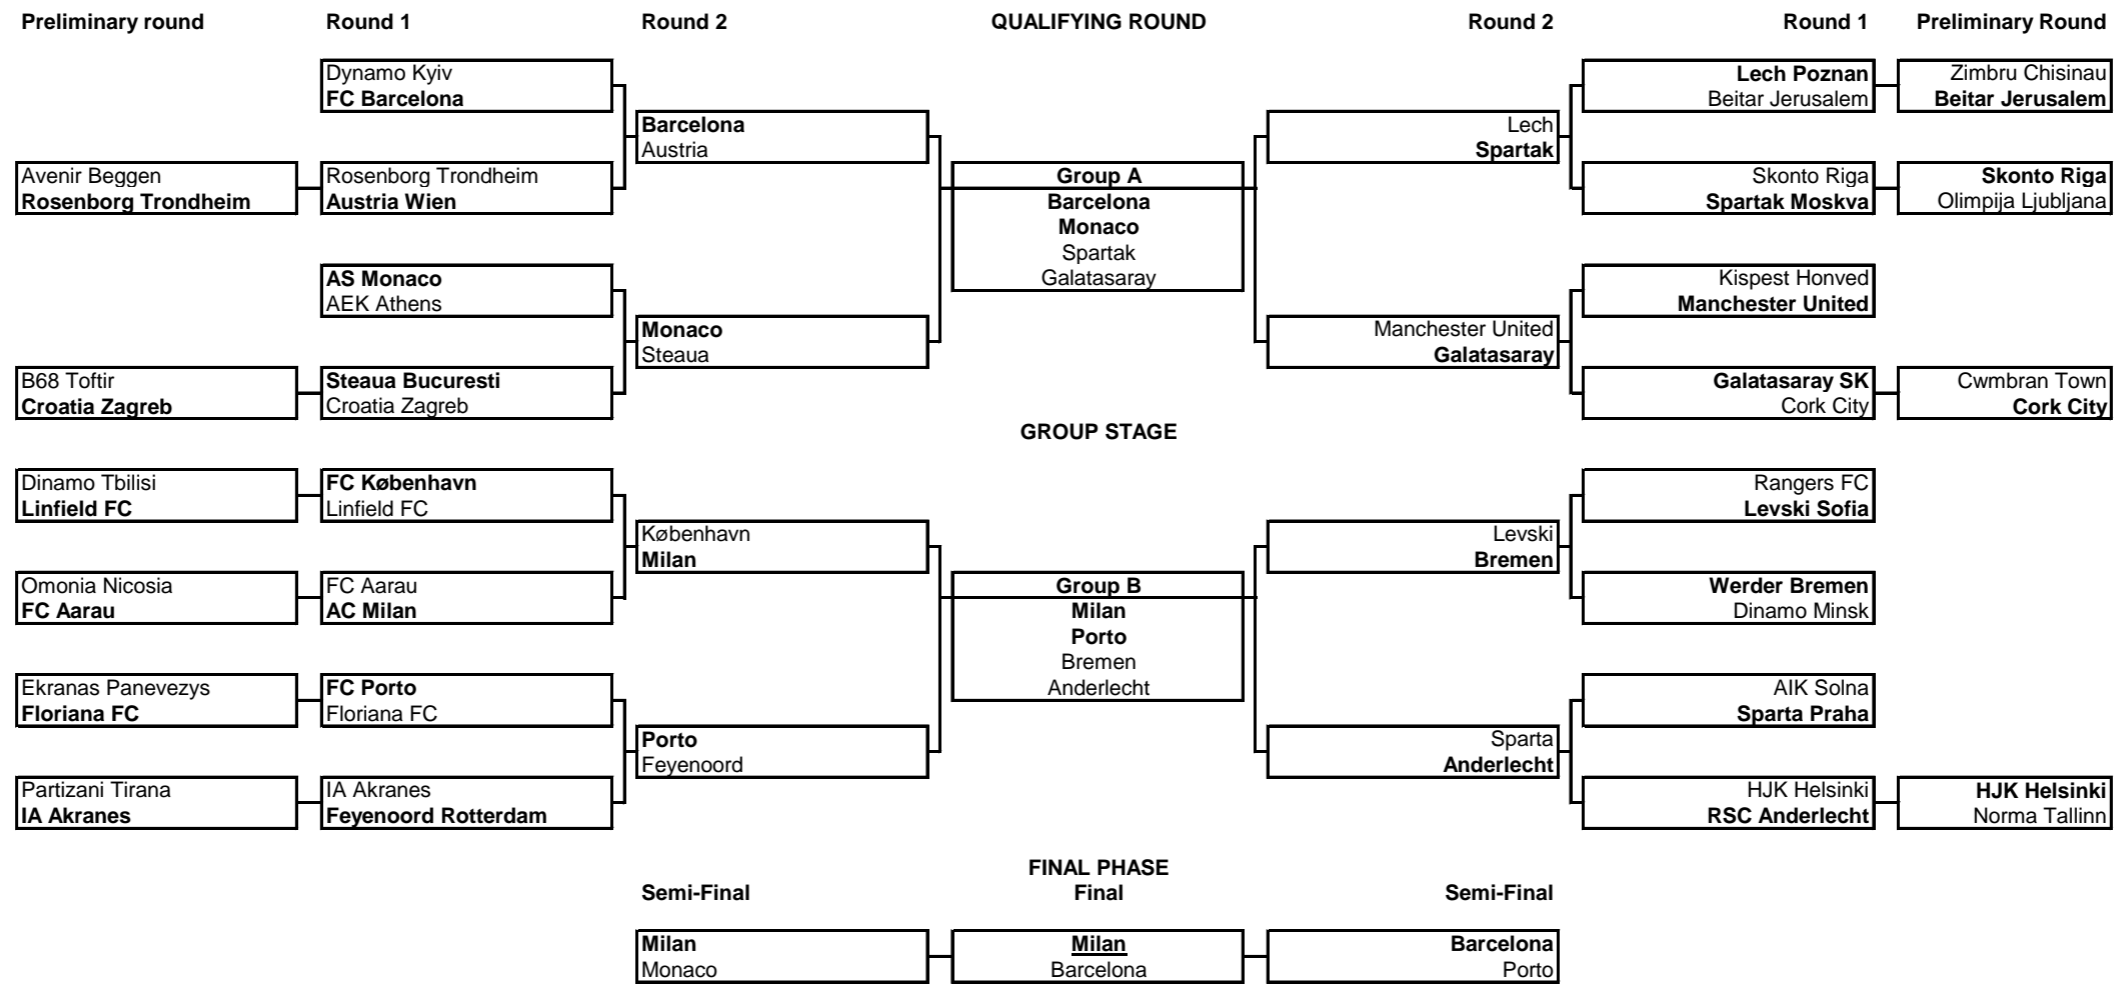 Preliminary round
Round 1
Round 2
QUALIFYING ROUND
Round 2
Round 1
Preliminary Round
Dynamo Kyiv
FC Barcelona
Lech Poznan
Beitar Jerusalem
Zimbru Chisinau
Beitar Jerusalem
Barcelona
Austria
Lech
Spartak
Avenir Beggen
Rosenborg Trondheim
Rosenborg Trondheim
Austria Wien
Group A
Barcelona
Monaco
Spartak
Galatasaray
Skonto Riga
Spartak Moskva
Skonto Riga
Olimpija Ljubljana
AS Monaco
AEK Athens
Kispest Honved
Manchester United
Monaco
Steaua
Manchester United
Galatasaray
B68 Toftir
Croatia Zagreb
Steaua Bucuresti
Croatia Zagreb
Galatasaray SK
Cork City
Cwmbran Town
Cork City
GROUP STAGE
Dinamo Tbilisi
Linfield FC
FC København
Linfield FC
Rangers FC
Levski Sofia
København
Milan
Levski
Bremen
Omonia Nicosia
FC Aarau
FC Aarau
AC Milan
Group B
Milan
Porto
Bremen
Anderlecht
Werder Bremen
Dinamo Minsk
Ekranas Panevezys
Floriana FC
FC Porto
Floriana FC
AIK Solna
Sparta Praha
Porto
Feyenoord
Sparta
Anderlecht
Partizani Tirana
IA Akranes
IA Akranes
Feyenoord Rotterdam
HJK Helsinki
RSC Anderlecht
HJK Helsinki
Norma Tallinn
FINAL PHASE
Semi-Final
Final
Semi-Final
Milan
Monaco
Milan
Barcelona
Barcelona
Porto